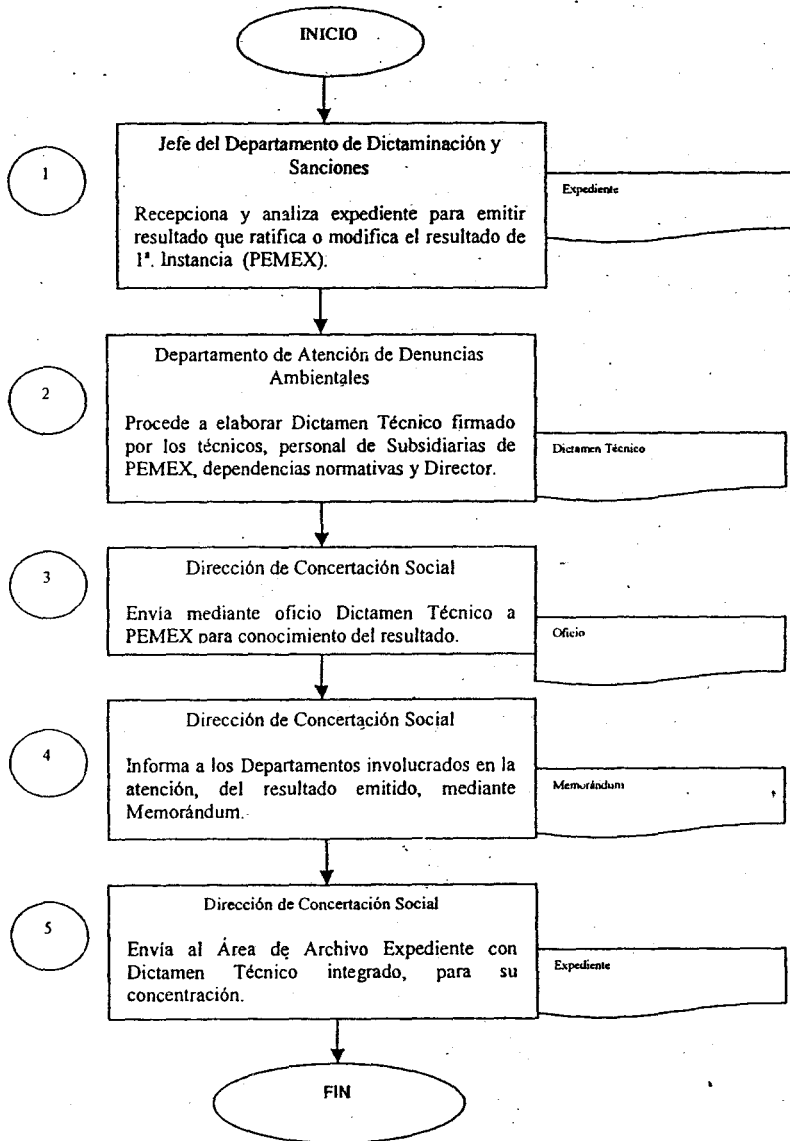 INICIO
1
Jefe del Departamento de Dictaminación y
Sanciones
Recepciona y analiza expediente para emitir
resultado que ratifica o modifica el resultado de
1ª. Instancia (PEMEX).
Expediente
2
Departamento de Atención de Denuncias
Ambientales
Procede a elaborar Dictamen Técnico firmado
por los técnicos, personal de Subsidiarias de
PEMEX, dependencias normativas y Director.
Dictamen Técnico
3
Dirección de Concertación Social
Envía mediante oficio Dictamen Técnico a
PEMEX para conocimiento del resultado.
Oficio
4
Dirección de Concertación Social
Informa a los Departamentos involucrados en la
atención, del resultado emitido, mediante
Memorándum.
Memorándum
5
Dirección de Concertación Social
Envía al Área de Archivo Expediente con
Dictamen Técnico integrado, para su
concentración.
Expediente
FIN